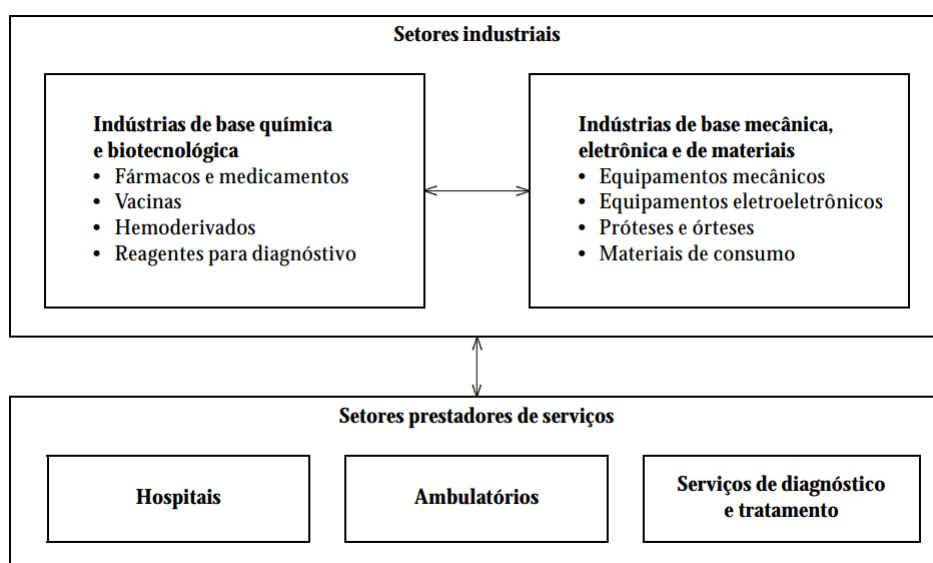 Setores industriais
Indústrias de base química
e biotecnológica
• Fármacos e medicamentos
• Vacinas
• Hemoderivados
• Reagentes para diagnóstivo
Indústrias de base mecânica,
eletrônica e de materiais
• Equipamentos mecânicos
• Equipamentos eletroeletrônicos
• Próteses e órteses
• Materiais de consumo
Setores prestadores de serviços
Hospitais
Ambulatórios
Serviços de diagnóstico
e tratamento